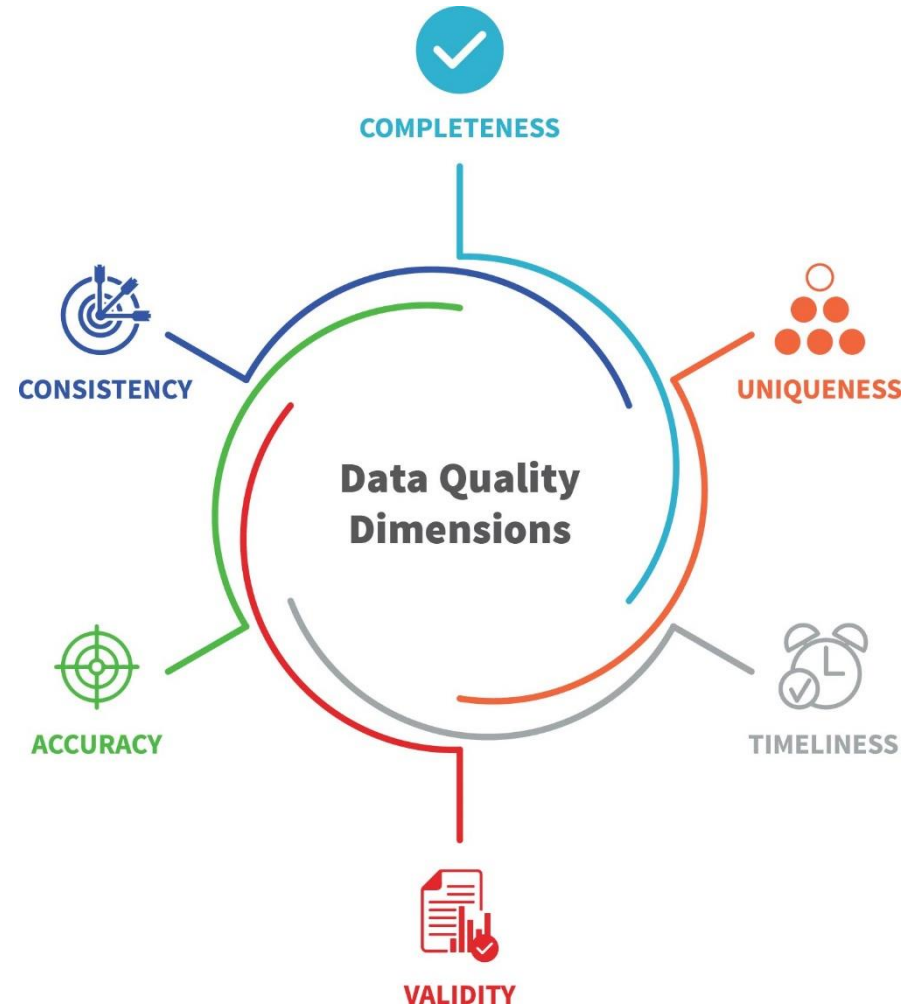 COMPLETENESS
CONSISTENCY
UNIQUENESS
Data Quality
Dimensions
ACCURACY
TIMELINESS
VALIDITY